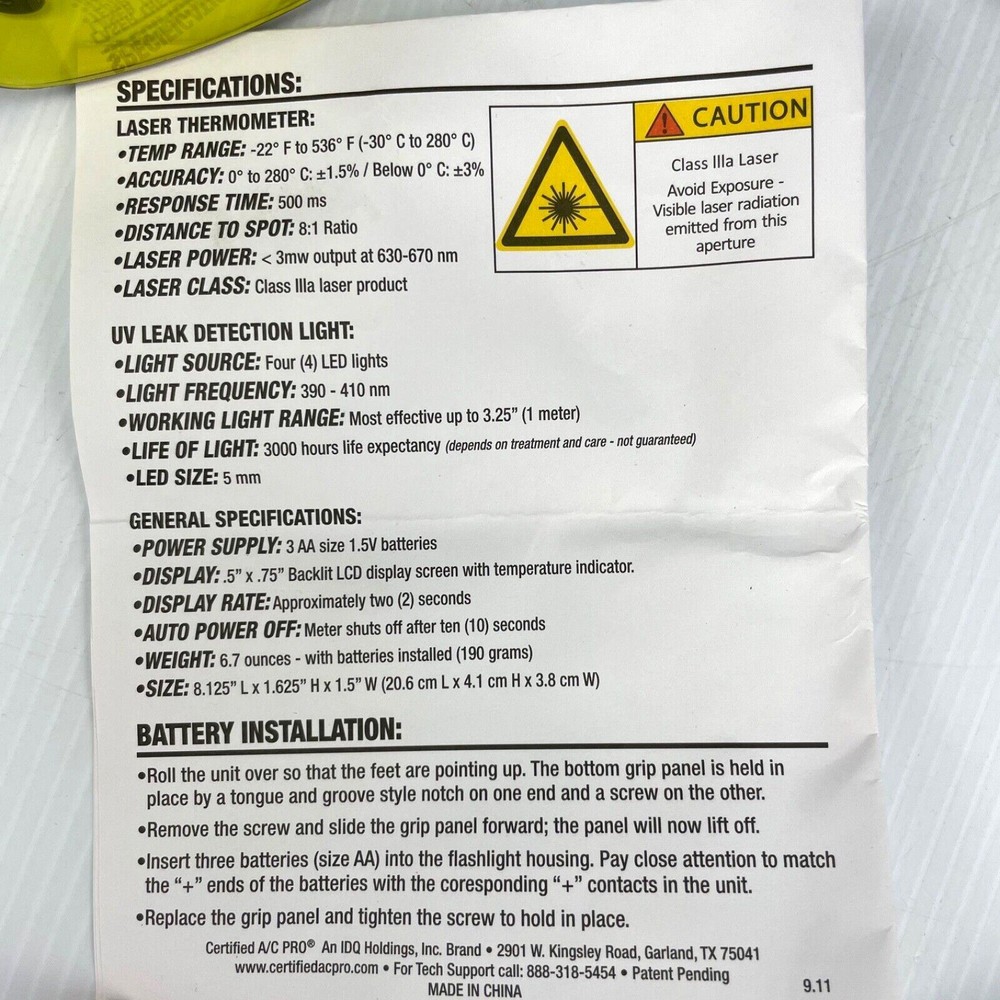 SPECIFICATIONS:
LASER THERMOMETER:
•TEMP RANGE: -22° F to 536° F (-30° C to 280° C)
•ACCURACY: 0° to 280° C: ±1.5% / Below 0° C: ±3%
•RESPONSE TIME: 500 ms
•DISTANCE TO SPOT: 8:1 Ratio
•LASER POWER: < 3mw output at 630-670 nm
•LASER CLASS: Class IIIa laser product
CAUTION
Class IIIa Laser
Avoid Exposure -
Visible laser radiation
emitted from this
aperture
UV LEAK DETECTION LIGHT:
•LIGHT SOURCE: Four (4) LED lights
•LIGHT FREQUENCY: 390 - 410 nm
•WORKING LIGHT RANGE: Most effective up to 3.25” (1 meter)
•LIFE OF LIGHT: 3000 hours life expectancy (depends on treatment and care - not guaranteed)
•LED SIZE: 5 mm
GENERAL SPECIFICATIONS:
•POWER SUPPLY: 3 AA size 1.5V batteries
•DISPLAY: .5” x .75” Backlit LCD display screen with temperature indicator.
•DISPLAY RATE: Approximately two (2) seconds
•AUTO POWER OFF: Meter shuts off after ten (10) seconds
•WEIGHT: 6.7 ounces - with batteries installed (190 grams)
•SIZE: 8.125” L x 1.625” H x 1.5” W (20.6 cm L x 4.1 cm H x 3.8 cm W)
BATTERY INSTALLATION:
•Roll the unit over so that the feet are pointing up. The bottom grip panel is held in
place by a tongue and groove style notch on one end and a screw on the other.
•Remove the screw and slide the grip panel forward; the panel will now lift off.
•Insert three batteries (size AA) into the flashlight housing. Pay close attention to match
the “+” ends of the batteries with the coresponding “+” contacts in the unit.
•Replace the grip panel and tighten the screw to hold in place.
Certified A/C PRO® An IDQ Holdings, Inc. Brand • 2901 W. Kingsley Road, Garland, TX 75041
www.certifiedacpro.com • For Tech Support call: 888-318-5454 • Patent Pending
MADE IN CHINA
9.11